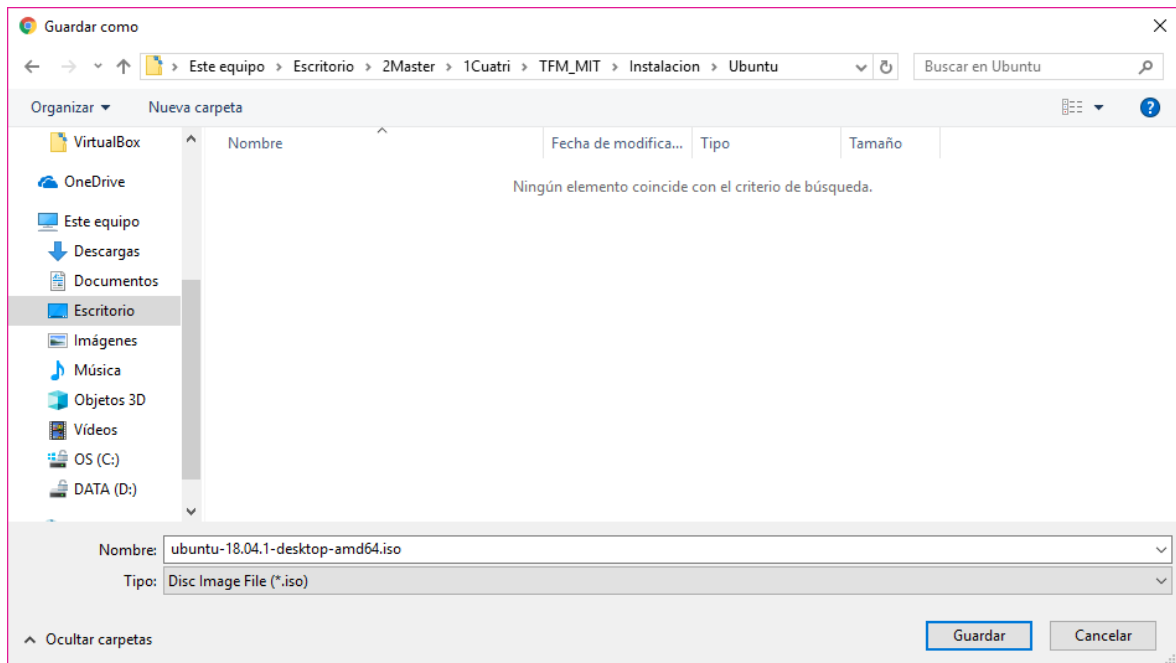 Guardar como
Este equipo > Escritorio > 2Master > 1Cuatri > TFM_MIT > Instalacion > Ubuntu
Buscar en Ubuntu
Organizar Nueva carpeta
VirtualBox
Nombre Fecha de modifica... Tipo Tamaño
OneDrive
Ningún elemento coincide con el criterio de búsqueda.
Este equipo
Descargas
Documentos
Escritorio
Imágenes
Música
Objetos 3D
Vídeos
OS (C:)
DATA (D:)
Nombre: ubuntu-18.04.1-desktop-amd64.iso
Tipo: Disc Image File (*.iso)
Ocultar carpetas
Guardar Cancelar